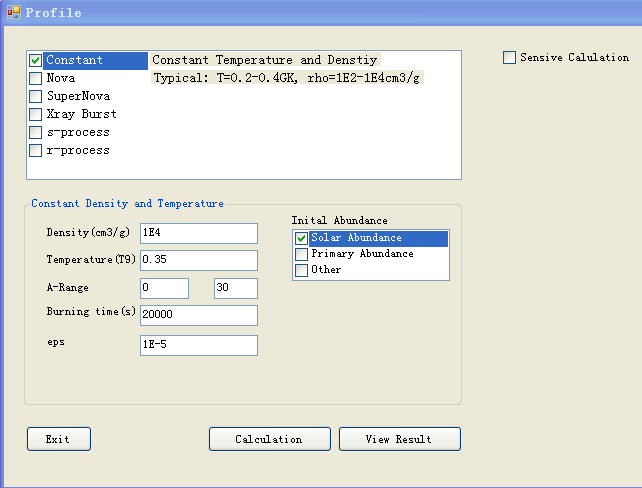 Profile
Constant Constant Temperature and Denstiy
Nova Typical: T=0.2-0.4GK, rho=1E2-1E4cm3/g
SuperNova
Xray Burst
s-process
r-process
Sensive Calulation
Constant Density and Temperature
Density(cm3/g) 1E4
Temperature(T9) 0.35
A-Range 0 30
Burning time(s) 20000
eps 1E-5
Inital Abundance
Solar Abundance
Primary Abundance
Other
Exit Calculation View Result